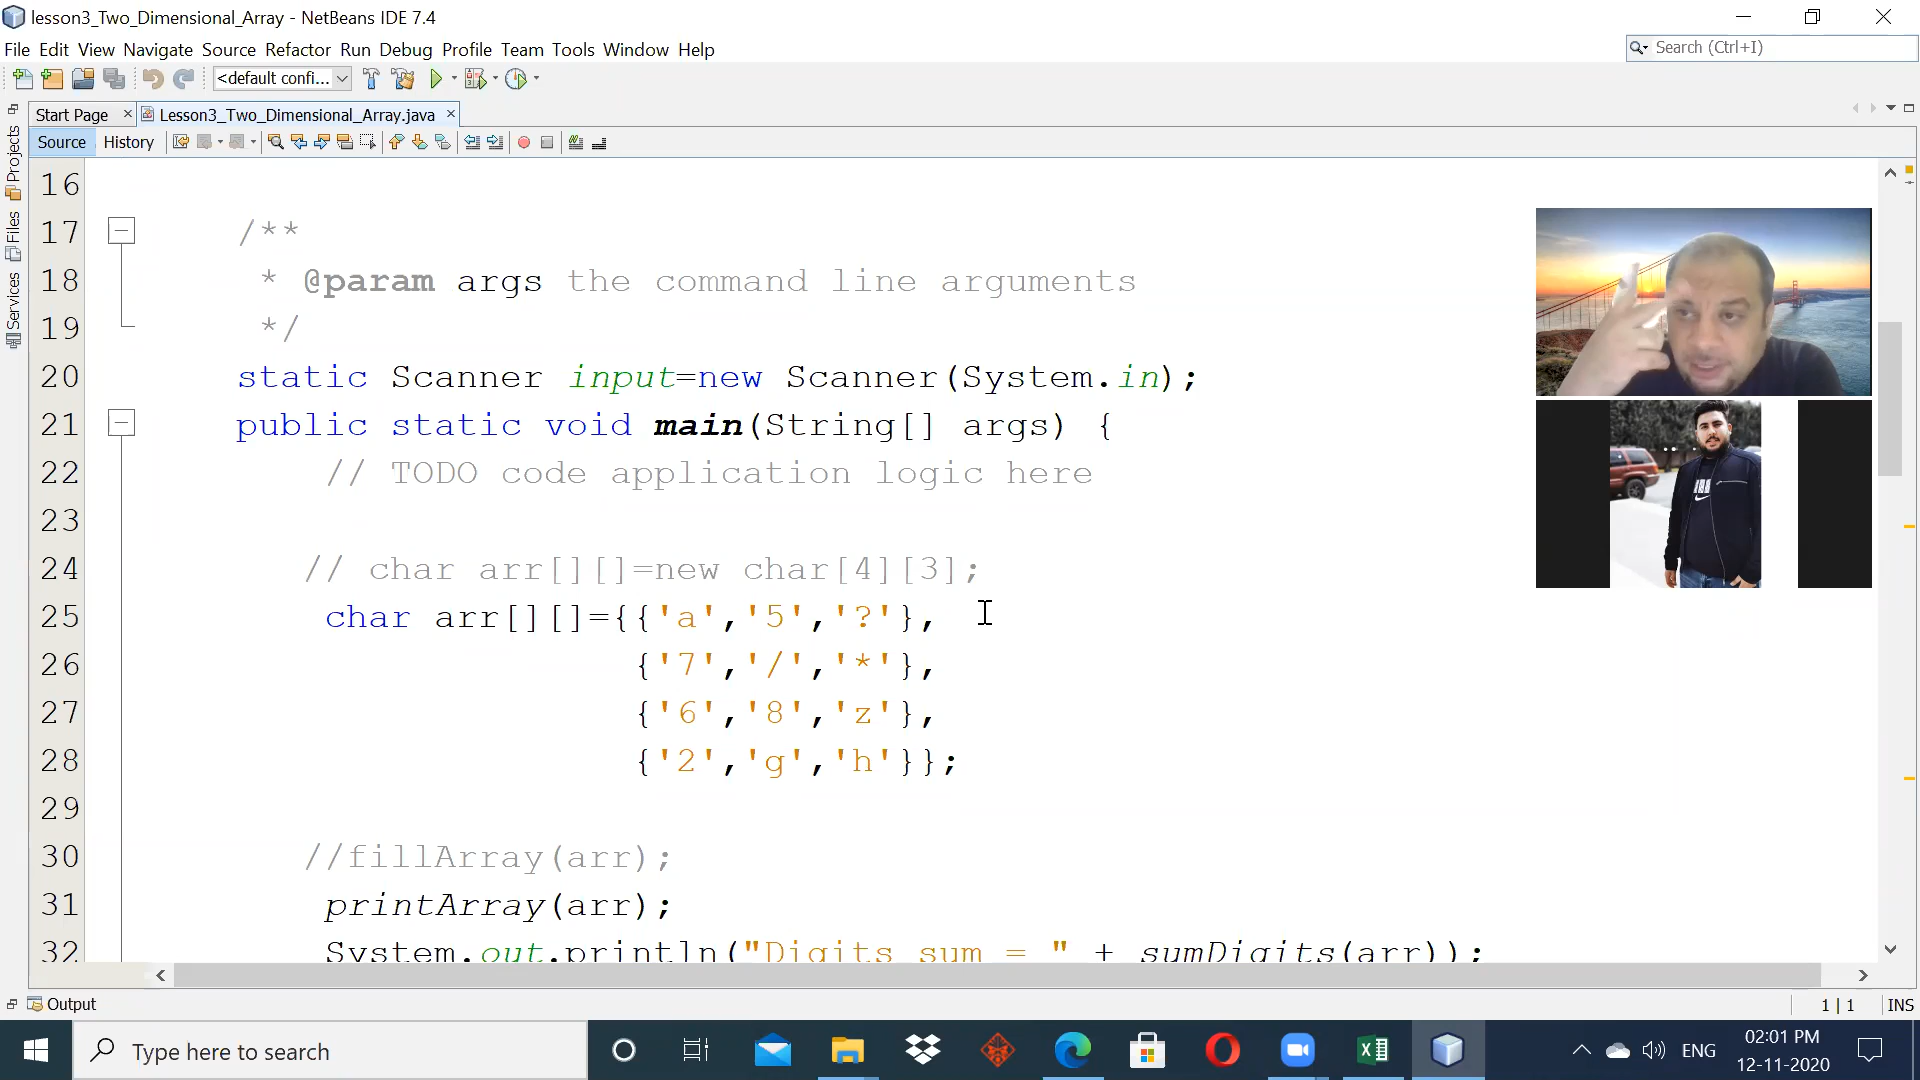 lesson3_Two_Dimensional_Array - NetBeans IDE 7.4
File Edit View Navigate Source Refactor Run Debug Profile Team Tools Window Help
Search (Ctrl+I)
<default confi...
Start Page
Lesson3_Two_Dimensional_Array.java
Source History
Projects
Files
Services
16
17 /**
18 * @param args the command line arguments
19 */
20 static Scanner input=new Scanner(System.in);
21 public static void main(String[] args) {
22 // TODO code application logic here
23
24 // char arr[][]=new char[4][3];
25 char arr[][]={{'a','5','?'},
26 {'7','/','*'},
27 {'6','8','z'},
28 {'2','g','h'}};
29
30 //fillArray(arr);
31 printArray(arr);
32 System.out.println("Digits sum = " + sumDigits(arr));
Output
1 | 1 INS
Type here to search
ENG
02:01 PM
12-11-2020